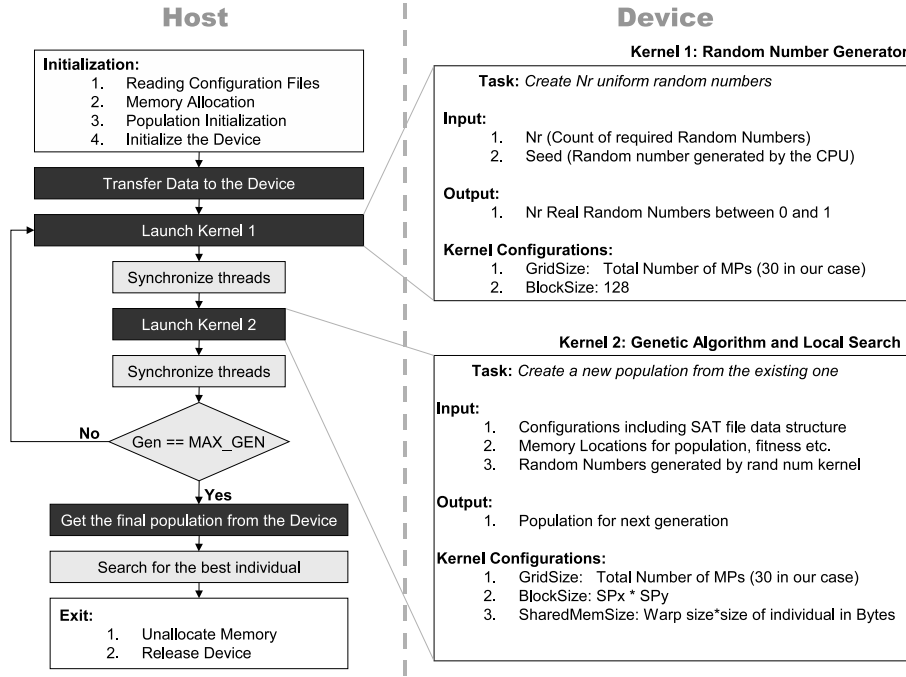 Host
Device
Initialization:
1. Reading Configuration Files
2. Memory Allocation
3. Population Initialization
4. Initialize the Device
Transfer Data to the Device
Launch Kernel 1
Synchronize threads
Launch Kernel 2
Synchronize threads
Gen == MAX_GEN
No
Yes
Get the final population from the Device
Search for the best individual
Exit:
1. Unallocate Memory
2. Release Device
Kernel 1: Random Number Generator
Task: Create Nr uniform random numbers
Input:
1. Nr (Count of required Random Numbers)
2. Seed (Random number generated by the CPU)
Output:
1. Nr Real Random Numbers between 0 and 1
Kernel Configurations:
1. GridSize: Total Number of MPs (30 in our case)
2. BlockSize: 128
Kernel 2: Genetic Algorithm and Local Search
Task: Create a new population from the existing one
Input:
1. Configurations including SAT file data structure
2. Memory Locations for population, fitness etc.
3. Random Numbers generated by rand num kernel
Output:
1. Population for next generation
Kernel Configurations:
1. GridSize: Total Number of MPs (30 in our case)
2. BlockSize: SPx * SPy
3. SharedMemSize: Warp size*size of individual in Bytes